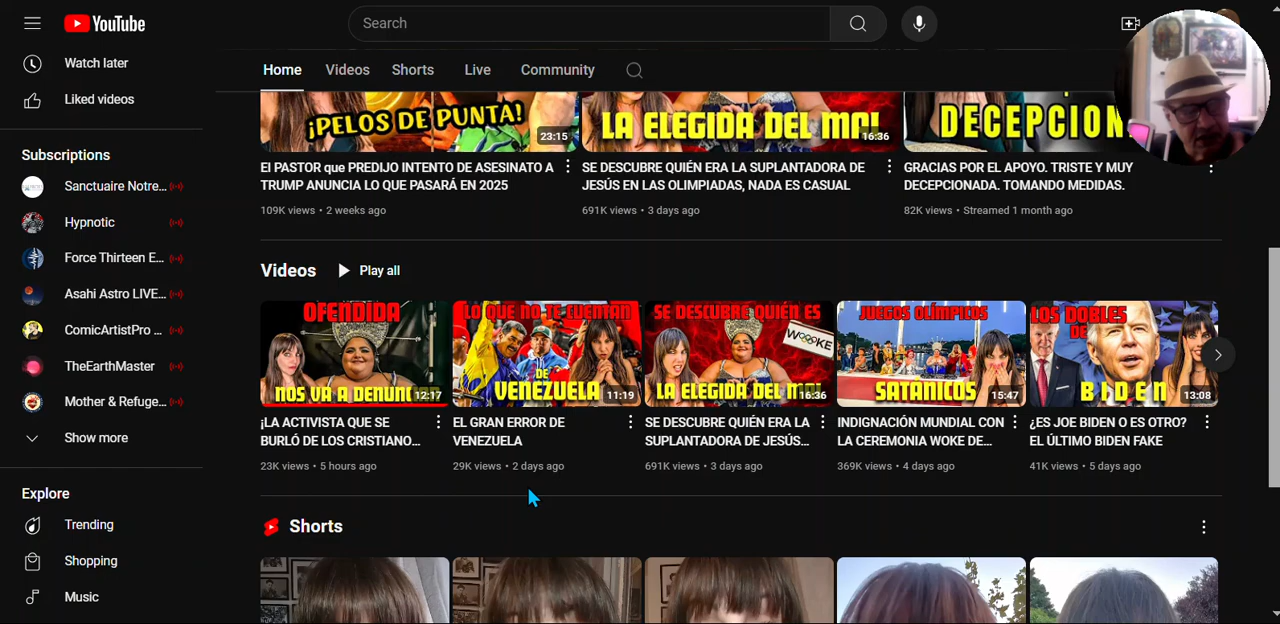 YouTube
Search
Watch later
Liked videos
Subscriptions
Sanctuaire Notre...
Hypnotic
Force Thirteen E...
Asahi Astro LIVE...
ComicArtistPro ...
TheEarthMaster
Mother & Refuge...
Show more
Explore
Trending
Shopping
Music
Home Videos Shorts Live Community
¡PELOS DE PUNTA!
23:15
LA ELEGIDA DEL MAL
16:36
DECEPCION
El PASTOR que PREDIJO INTENTO DE ASESINATO A
TRUMP ANUNCIA LO QUE PASARÁ EN 2025
109K views • 2 weeks ago
SE DESCUBRE QUIÉN ERA LA SUPLANTADORA DE
JESÚS EN LAS OLIMPIADAS, NADA ES CASUAL
691K views • 3 days ago
GRACIAS POR EL APOYO. TRISTE Y MUY
DECEPCIONADA. TOMANDO MEDIDAS.
82K views • Streamed 1 month ago
Videos Play all
OFENDIDA
NOS VA A DENUNCIAR
12:17
LO QUE NO TE CUENTAN
DE
VENEZUELA
11:19
SE DESCUBRE QUIÉN ES
WOOOKE
LA ELEGIDA DEL MAL
16:36
JUEGOS OLÍMPICOS
SATÁNICOS
15:47
LOS DOBLES
DE
BIDEN
13:08
¡LA ACTIVISTA QUE SE
BURLÓ DE LOS CRISTIANO...
23K views • 5 hours ago
EL GRAN ERROR DE
VENEZUELA
29K views • 2 days ago
SE DESCUBRE QUIÉN ERA LA
SUPLANTADORA DE JESÚS...
691K views • 3 days ago
INDIGNACIÓN MUNDIAL CON
LA CEREMONIA WOKE DE...
369K views • 4 days ago
¿ES JOE BIDEN O ES OTRO?
EL ÚLTIMO BIDEN FAKE
41K views • 5 days ago
Shorts